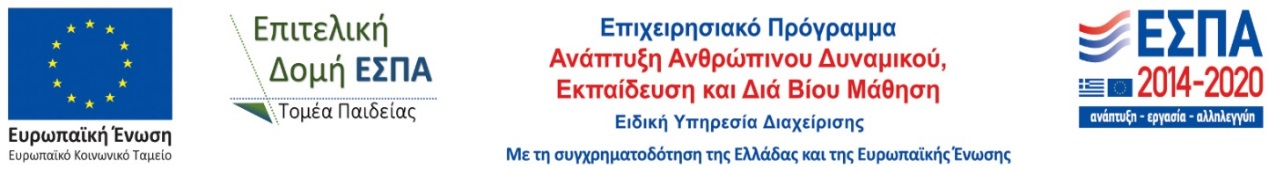 Ευρωπαϊκή Ένωση
Ευρωπαϊκό Κοινωνικό Ταμείο
Επιτελική
Δομή ΕΣΠΑ
Τομέα Παιδείας
Επιχειρησιακό Πρόγραμμα
Ανάπτυξη Ανθρώπινου Δυναμικού,
Εκπαίδευση και Διά Βίου Μάθηση
Ειδική Υπηρεσία Διαχείρισης
Με τη συγχρηματοδότηση της Ελλάδας και της Ευρωπαϊκής Ένωσης
ΕΣΠΑ
2014-2020
ανάπτυξη - εργασία - αλληλεγγύη